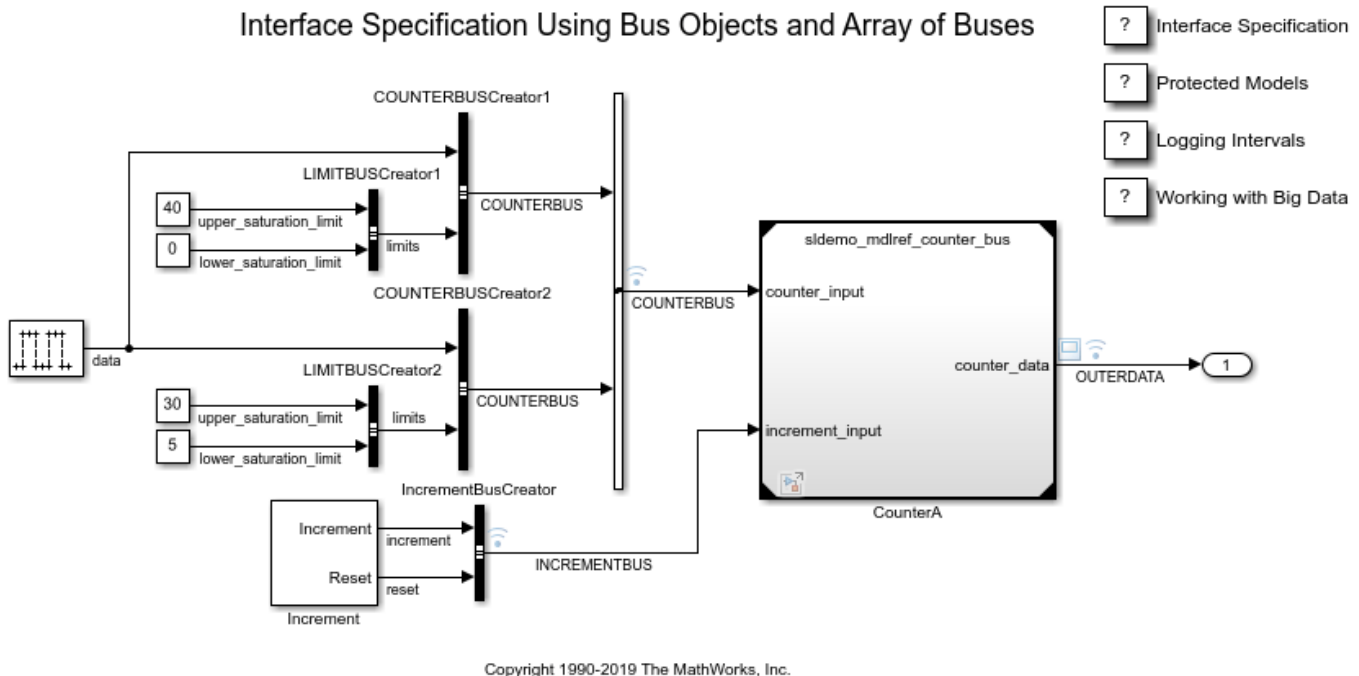 Interface Specification Using Bus Objects and Array of Buses
? Interface Specification
? Protected Models
? Logging Intervals
? Working with Big Data
COUNTERBUSCreator1
LIMITBUSCreator1
40
upper_saturation_limit
0
lower_saturation_limit
limits
COUNTERBUS
COUNTERBUSCreator2
data
LIMITBUSCreator2
30
upper_saturation_limit
5
lower_saturation_limit
limits
COUNTERBUS
COUNTERBUS
IncrementBusCreator
Increment
increment
Reset
reset
Increment
INCREMENTBUS
sldemo_mdlref_counter_bus
counter_input
counter_data
increment_input
CounterA
OUTERDATA
1
Copyright 1990-2019 The MathWorks, Inc.